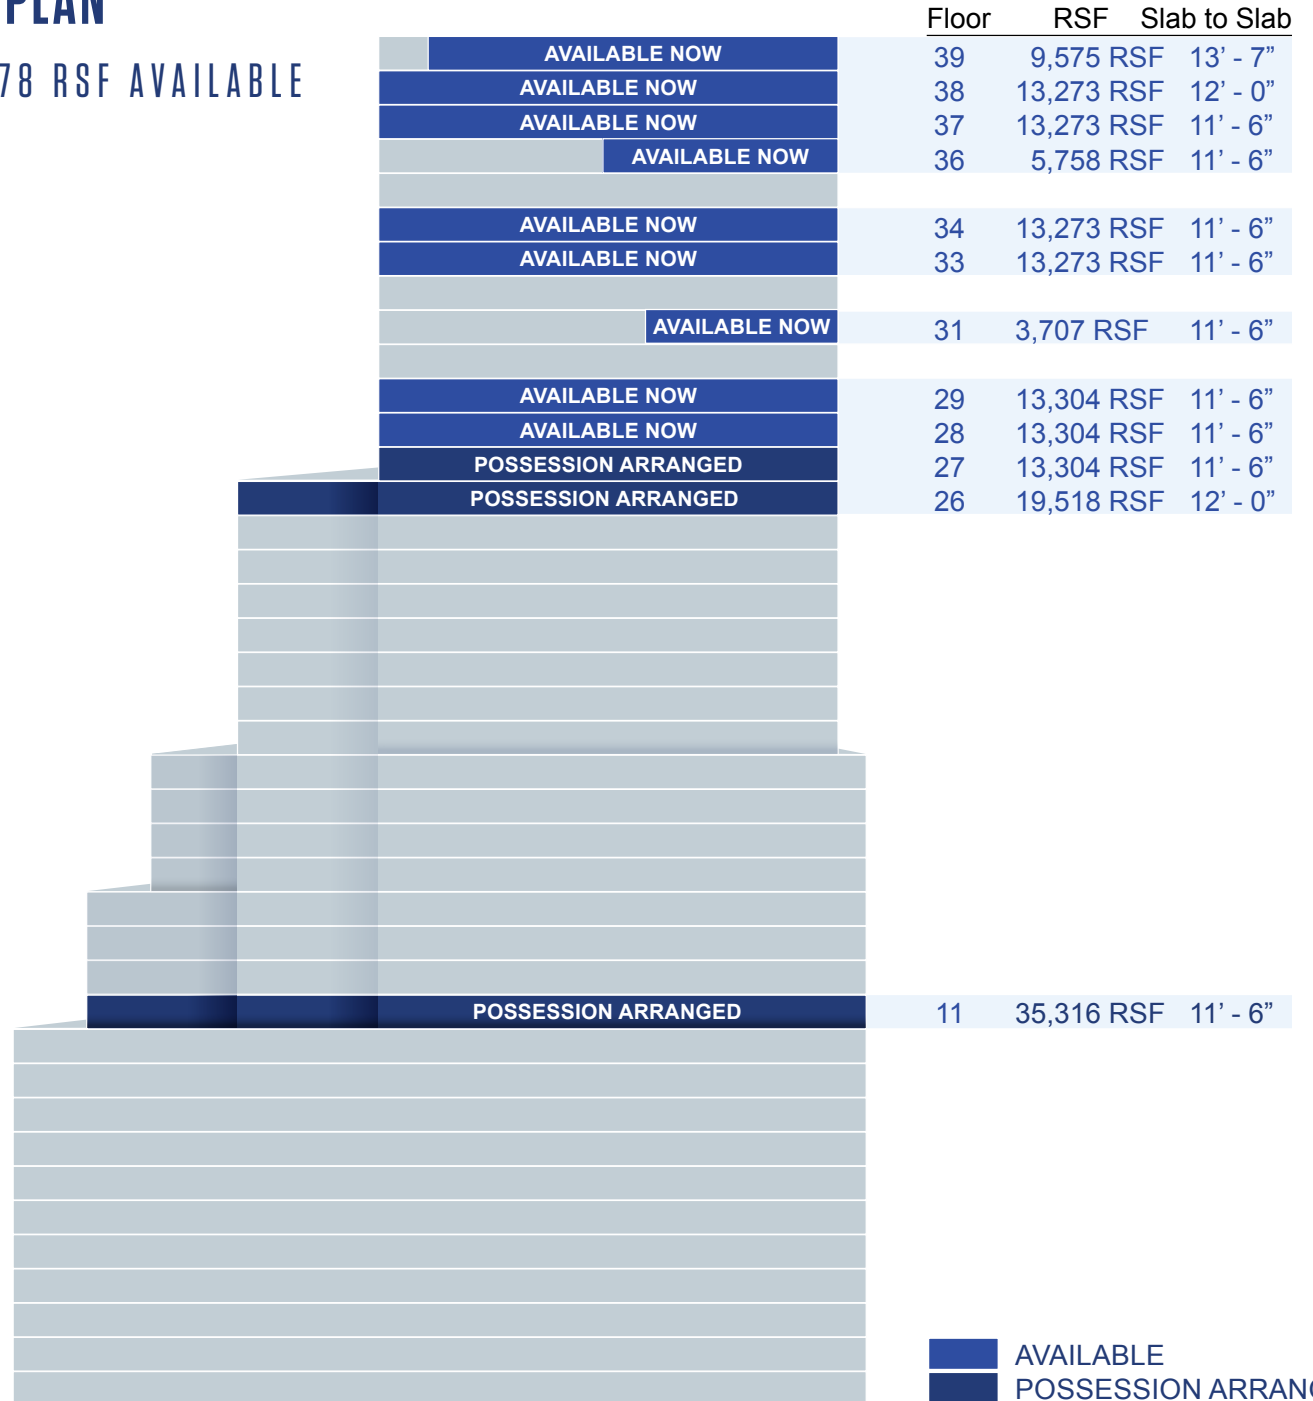 PLAN
78 RSF AVAILABLE
Floor RSF Slab to Slab
AVAILABLE NOW 39 9,575 RSF 13’ - 7”
AVAILABLE NOW 38 13,273 RSF 12’ - 0”
AVAILABLE NOW 37 13,273 RSF 11’ - 6”
AVAILABLE NOW 36 5,758 RSF 11’ - 6”
AVAILABLE NOW 34 13,273 RSF 11’ - 6”
AVAILABLE NOW 33 13,273 RSF 11’ - 6”
AVAILABLE NOW 31 3,707 RSF 11’ - 6”
AVAILABLE NOW 29 13,304 RSF 11’ - 6”
AVAILABLE NOW 28 13,304 RSF 11’ - 6”
POSSESSION ARRANGED 27 13,304 RSF 11’ - 6”
POSSESSION ARRANGED 26 19,518 RSF 12’ - 0”
POSSESSION ARRANGED 11 35,316 RSF 11’ - 6”
AVAILABLE
POSSESSION ARRAN